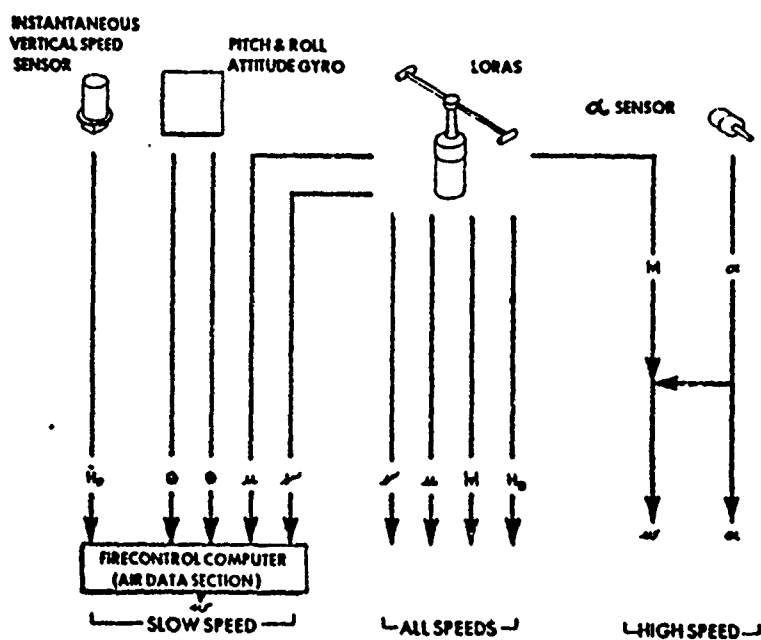 INSTANTANEOUS
VERTICAL SPEED
SENSOR
PITCH & ROLL
ATTITUDE GYRO
LORAS
α SENSOR
M
α
Ḣp
μ
μ
M
α
FIRECONTROL COMPUTER
(AIR DATA SECTION)
SLOW SPEED
ALL SPEEDS
HIGH SPEED